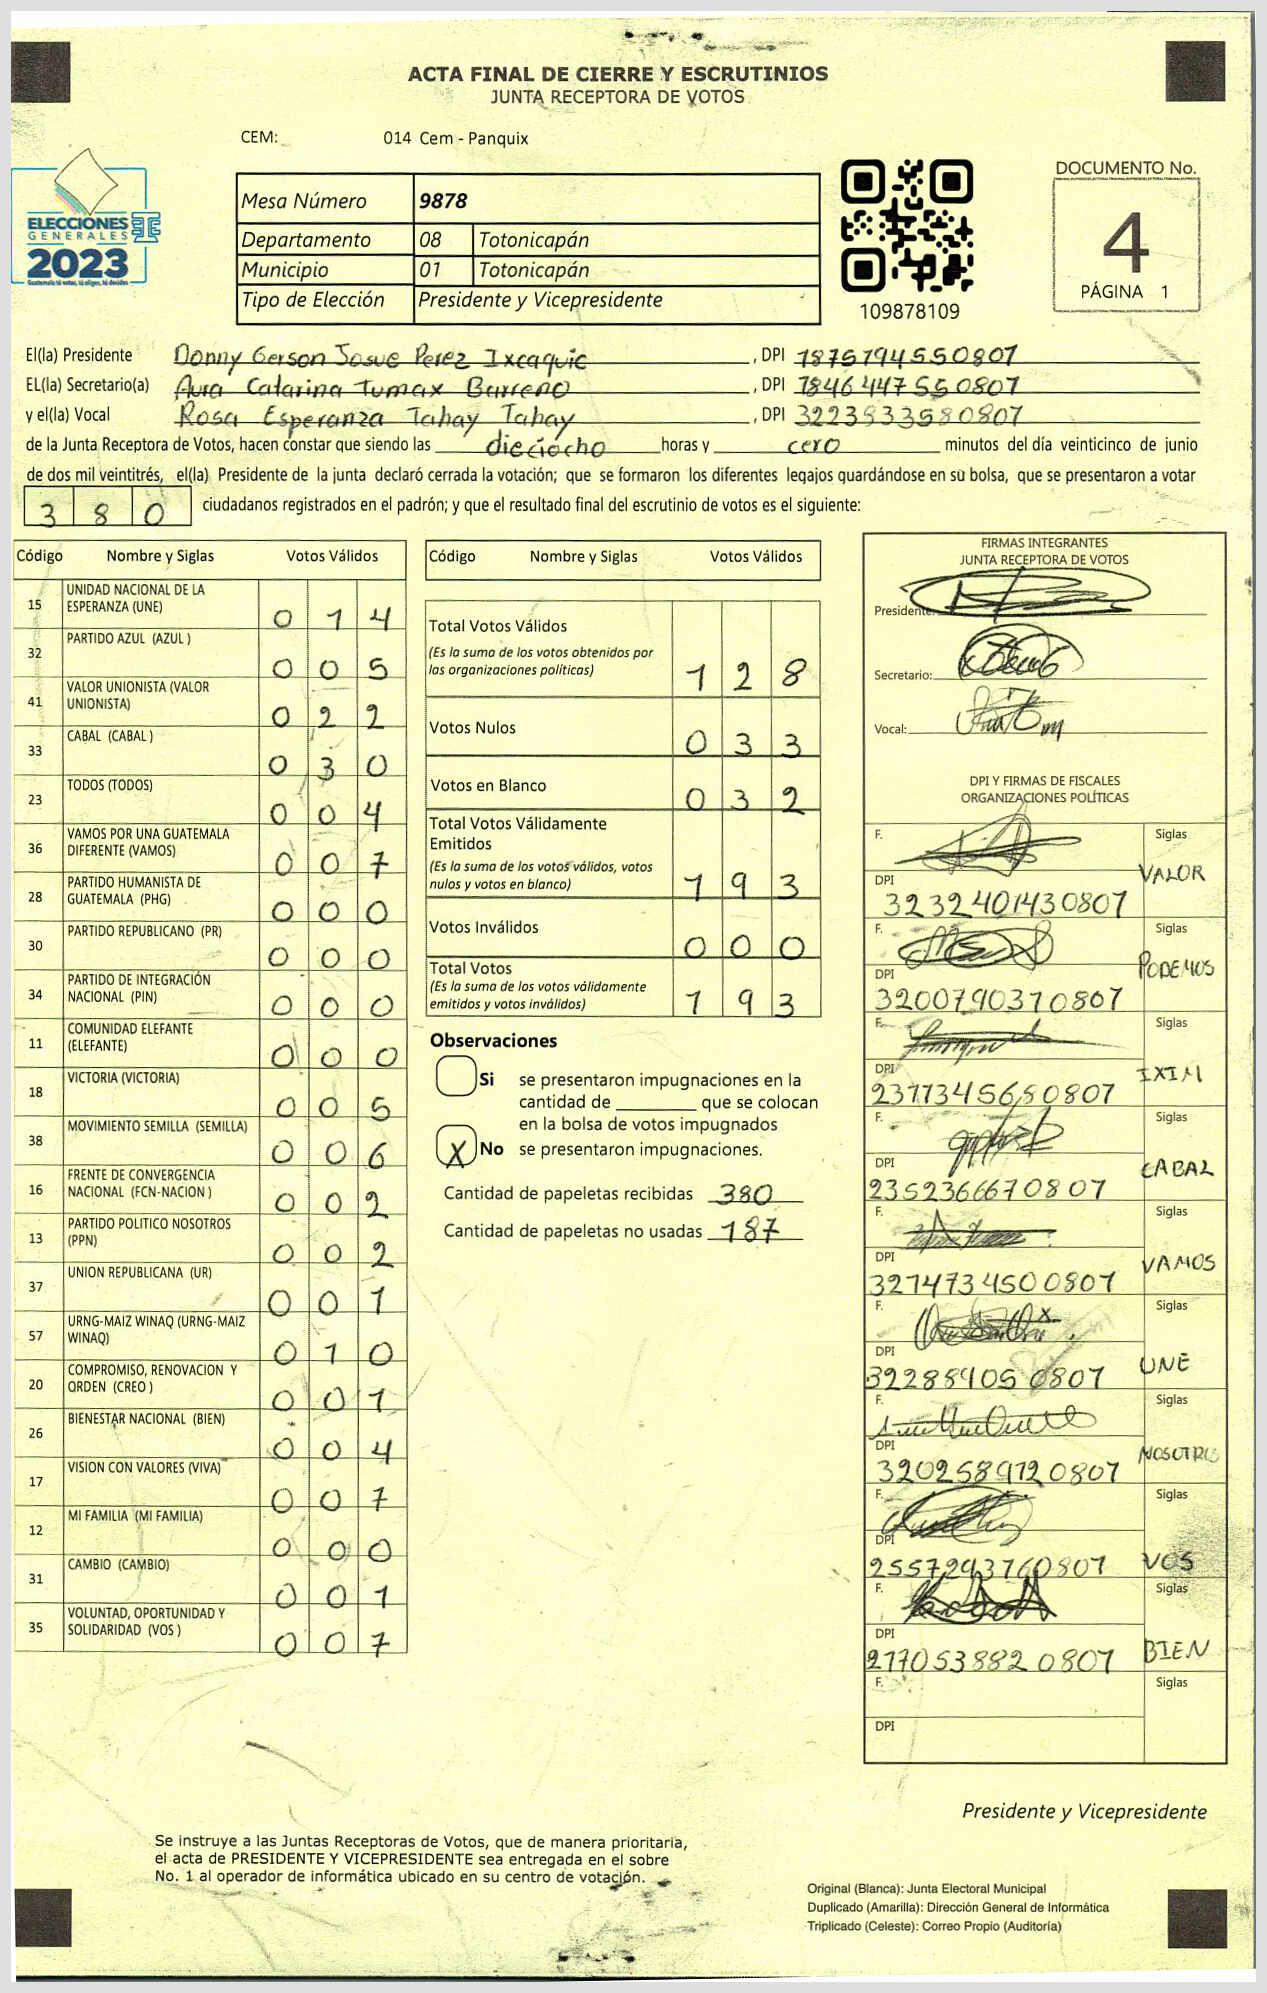 ACTA FINAL DE CIERRE Y ESCRUTINIOS
JUNTA RECEPTORA DE VOTOS
CEM: 014 Cem - Panquix
ELECCIONES
GENERALES
2023
Guatemala tú votas, tú eliges, tú decides
Mesa Número 9878
Departamento 08 Totonicapán
Municipio 01 Totonicapán
Tipo de Elección Presidente y Vicepresidente
109878109
DOCUMENTO No.
4
PÁGINA 1
El(la) Presidente Donny Gerson Josue Perez Ixcaquic , DPI 1875794550807
EL(la) Secretario(a) Aura Catarina Tumax Barreno , DPI 1846447550807
y el(la) Vocal Rosa Esperanza Tahay Tahay , DPI 3223933580807
de la Junta Receptora de Votos, hacen constar que siendo las dieciocho horas y cero minutos del día veinticinco de junio
de dos mil veintitrés, el(la) Presidente de la junta declaró cerrada la votación; que se formaron los diferentes legajos quardándose en su bolsa, que se presentaron a votar
3 8 0 ciudadanos registrados en el padrón; y que el resultado final del escrutinio de votos es el siguiente:
Código Nombre y Siglas Votos Válidos
15 UNIDAD NACIONAL DE LA ESPERANZA (UNE) 0 1 4
32 PARTIDO AZUL (AZUL ) 0 0 5
41 VALOR UNIONISTA (VALOR UNIONISTA) 0 2 2
33 CABAL (CABAL ) 0 3 0
23 TODOS (TODOS) 0 0 4
36 VAMOS POR UNA GUATEMALA DIFERENTE (VAMOS) 0 0 7
28 PARTIDO HUMANISTA DE GUATEMALA (PHG) 0 0 0
30 PARTIDO REPUBLICANO (PR) 0 0 0
34 PARTIDO DE INTEGRACIÓN NACIONAL (PIN) 0 0 0
11 COMUNIDAD ELEFANTE (ELEFANTE) 0 0 0
18 VICTORIA (VICTORIA) 0 0 5
38 MOVIMIENTO SEMILLA (SEMILLA) 0 0 6
16 FRENTE DE CONVERGENCIA NACIONAL (FCN-NACION ) 0 0 2
13 PARTIDO POLITICO NOSOTROS (PPN) 0 0 2
37 UNION REPUBLICANA (UR) 0 0 1
57 URNG-MAIZ WINAQ (URNG-MAIZ WINAQ) 0 1 0
20 COMPROMISO, RENOVACION Y ORDEN (CREO ) 0 0 1
26 BIENESTAR NACIONAL (BIEN) 0 0 4
17 VISION CON VALORES (VIVA) 0 0 7
12 MI FAMILIA (MI FAMILIA) 0 0 0
31 CAMBIO (CAMBIO) 0 0 1
35 VOLUNTAD, OPORTUNIDAD Y SOLIDARIDAD (VOS ) 0 0 7
Código Nombre y Siglas Votos Válidos
Total Votos Válidos
(Es la suma de los votos obtenidos por
las organizaciones políticas) 1 2 8
Votos Nulos 0 3 3
Votos en Blanco 0 3 2
Total Votos Válidamente
Emitidos
(Es la suma de los votos válidos, votos
nulos y votos en blanco) 1 9 3
Votos Inválidos 0 0 0
Total Votos
(Es la suma de los votos válidamente
emitidos y votos inválidos) 1 9 3
Observaciones
Si se presentaron impugnaciones en la
cantidad de ________ que se colocan
en la bolsa de votos impugnados
X No se presentaron impugnaciones.
Cantidad de papeletas recibidas 380
Cantidad de papeletas no usadas 187
FIRMAS INTEGRANTES
JUNTA RECEPTORA DE VOTOS
Presidente:
Secretario:
Vocal:
DPI Y FIRMAS DE FISCALES
ORGANIZACIONES POLÍTICAS
F. Siglas VALOR
DPI 3232401430807
F. Siglas PODEMOS
DPI 3200790370807
F. Siglas IXIM
DPI 2377345680807
F. Siglas CABAL
DPI 2352366670807
F. Siglas VAMOS
DPI 3274734500807
F. Siglas UNE
DPI 322889050807
F. Siglas NOSOTROS
DPI 3202589720807
F. Siglas VOS
DPI 2557293760807
F. Siglas BIEN
DPI 2770538820807
F. Siglas
DPI
Presidente y Vicepresidente
Se instruye a las Juntas Receptoras de Votos, que de manera prioritaria,
el acta de PRESIDENTE Y VICEPRESIDENTE sea entregada en el sobre
No. 1 al operador de informática ubicado en su centro de votación.
Original (Blanca): Junta Electoral Municipal
Duplicado (Amarilla): Dirección General de Informática
Triplicado (Celeste): Correo Propio (Auditoría)